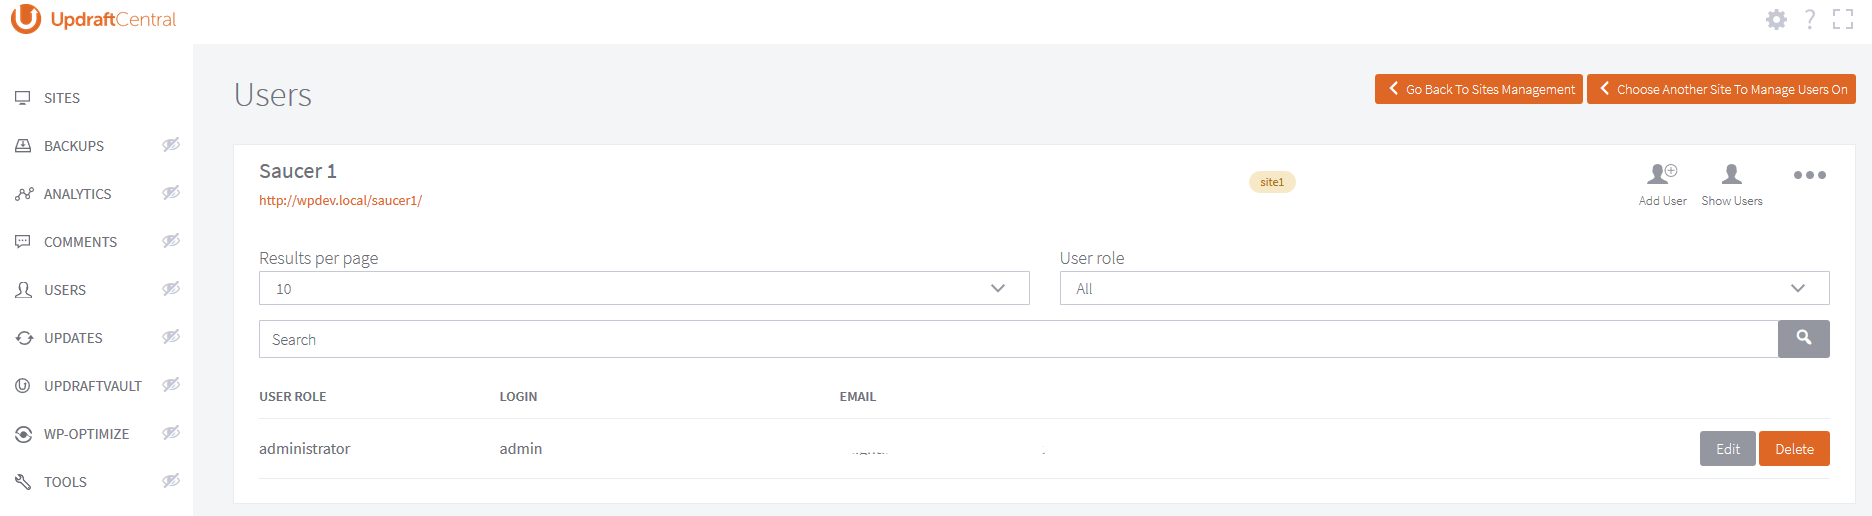 UpdraftCentral
SITES
BACKUPS
ANALYTICS
COMMENTS
USERS
UPDATES
UPDRAFTVAULT
WP-OPTIMIZE
TOOLS
Users
Go Back To Sites Management
Choose Another Site To Manage Users On
Saucer 1
http://wpdev.local/saucer1/
site1
Add User
Show Users
Results per page
User role
10
All
Search
USER ROLE LOGIN EMAIL
administrator admin Edit Delete